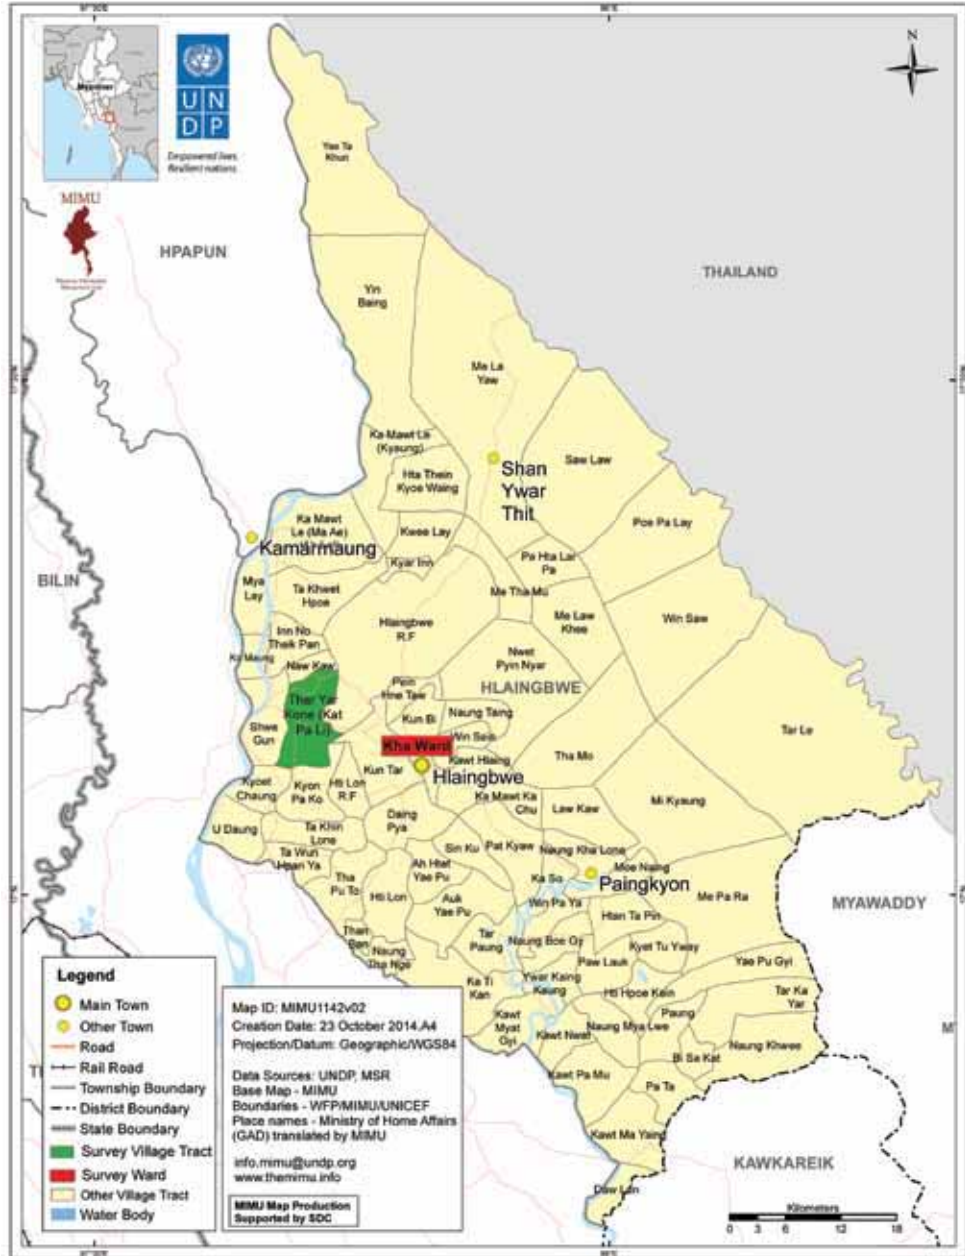 Myanmar
U N
D P
Empowered lives.
Resilient nations.
MIMU
N
HPAPUN
THAILAND
Yae Ta
Khun
Yin
Baing
Me La
Yaw
Ka-Mawt Le
(Kyaung)
Hta Thein
Kyoe Waing
Shan
Ywar
Thit
Saw Law
Poe Pa Lay
Ka Mawt
Le (Ma Ae)
Kwee Lay
Kamarmaung
Kyar Inn
Pa Hta Lar
Pa
BILIN
Mya
Lay
Ta Khwet
Hpoe
Me Tha Mu
Me Law
Khee
Win Saw
Hlaingbwe
R.F
Inn No
Theik Pan
Nwet
Pyin Nyar
Ka Maung
Naw Kaw
HLAINGBWE
Pein
Hne Taw
Ther Yar
Kone (Kat
Pa Li)
Kun Bi
Naung Taing
Shwe
Gun
Win Sein
Tar Le
Kha Ward
Kawt Hlaing
Tha Mo
Kun Tar
Hlaingbwe
Kyoet
Chaung
Kyon
Pa Ko
Hti Lon
R.F
Ka Mawt Ka
Chu
Law Kaw
Mi Kyaung
U Daung
Ta Khin
Lone
Daing
Pya
Sin Ku
Pat Kyaw
Naung Kha Lone
Ta Wun
Hpan Ya
Ah Htet
Yae Pu
Moe Naing
Tha
Pu To
Hti Lon
Ka So
Paingkyon
Auk
Yae Pu
Win Pa Ya
Me Pa Ra
MYAWADDY
Htan Ta Pin
Than
Ban
Tar
Paung
Naung Boe Gy
Kyet Tu Yway
Naung
Tha Nge
Paw Lauk
Yae Pu Gyi
Ka Ti
Kan
Ywar Kaing
Kaung
Hti Hpoe Kein
Tar Ka
Yar
Kawt
Myat
Gyi
Paung
Kawt Nwat
Naung Mya Lwe
Naung Khwee
Bi Sa Kat
Kawt Pa Mu
Pa Ta
Kawt Ma Yaing
KAWKAREIK
Daw Lan
Legend
Main Town
Other Town
Road
Rail Road
Township Boundary
District Boundary
State Boundary
Survey Village Tract
Survey Ward
Other Village Tract
Water Body
Map ID: MIMU1142v02
Creation Date: 23 October 2014.A4
Projection/Datum: Geographic/WGS84
Data Sources: UNDP, MSR
Base Map - MIMU
Boundaries - WFP/MIMU/UNICEF
Place names - Ministry of Home Affairs
(GAD) translated by MIMU
info.mimu@undp.org
www.themimu.info
MIMU Map Production
Supported by SDC
Kilometers
0 3 6 12 18